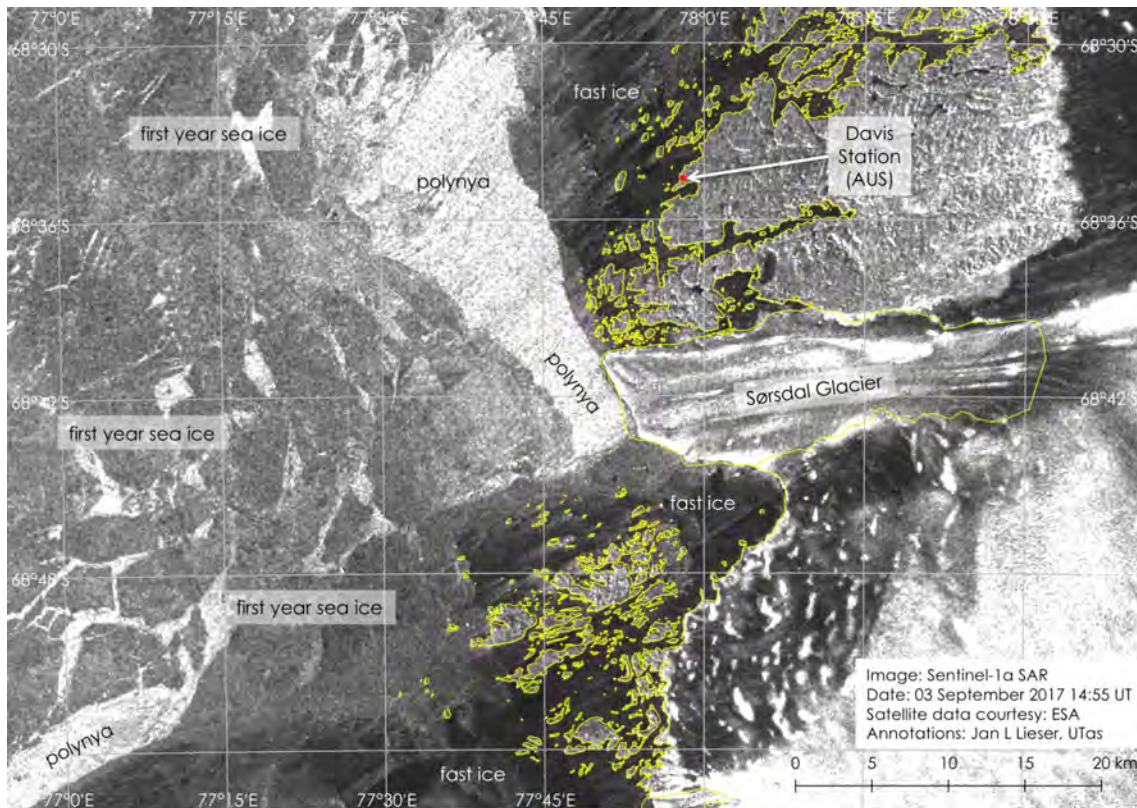 77°0'E 77°15'E 77°30'E 77°45'E 78°0'E
68°30'S 68°30'S
fast ice
first year sea ice
Davis
Station
(AUS)
polynya
68°36'S 68°36'S
polynya
Sørsdal Glacier
68°42'S 68°42'S
first year sea ice
fast ice
68°48'S
first year sea ice
Image: Sentinel-1a SAR
Date: 03 September 2017 14:55 UT
Satellite data courtesy: ESA
Annotations: Jan L Lieser, UTas
polynya
fast ice
0 5 10 15 20 km
77°0'E 77°15'E 77°30'E 77°45'E 78°0'E